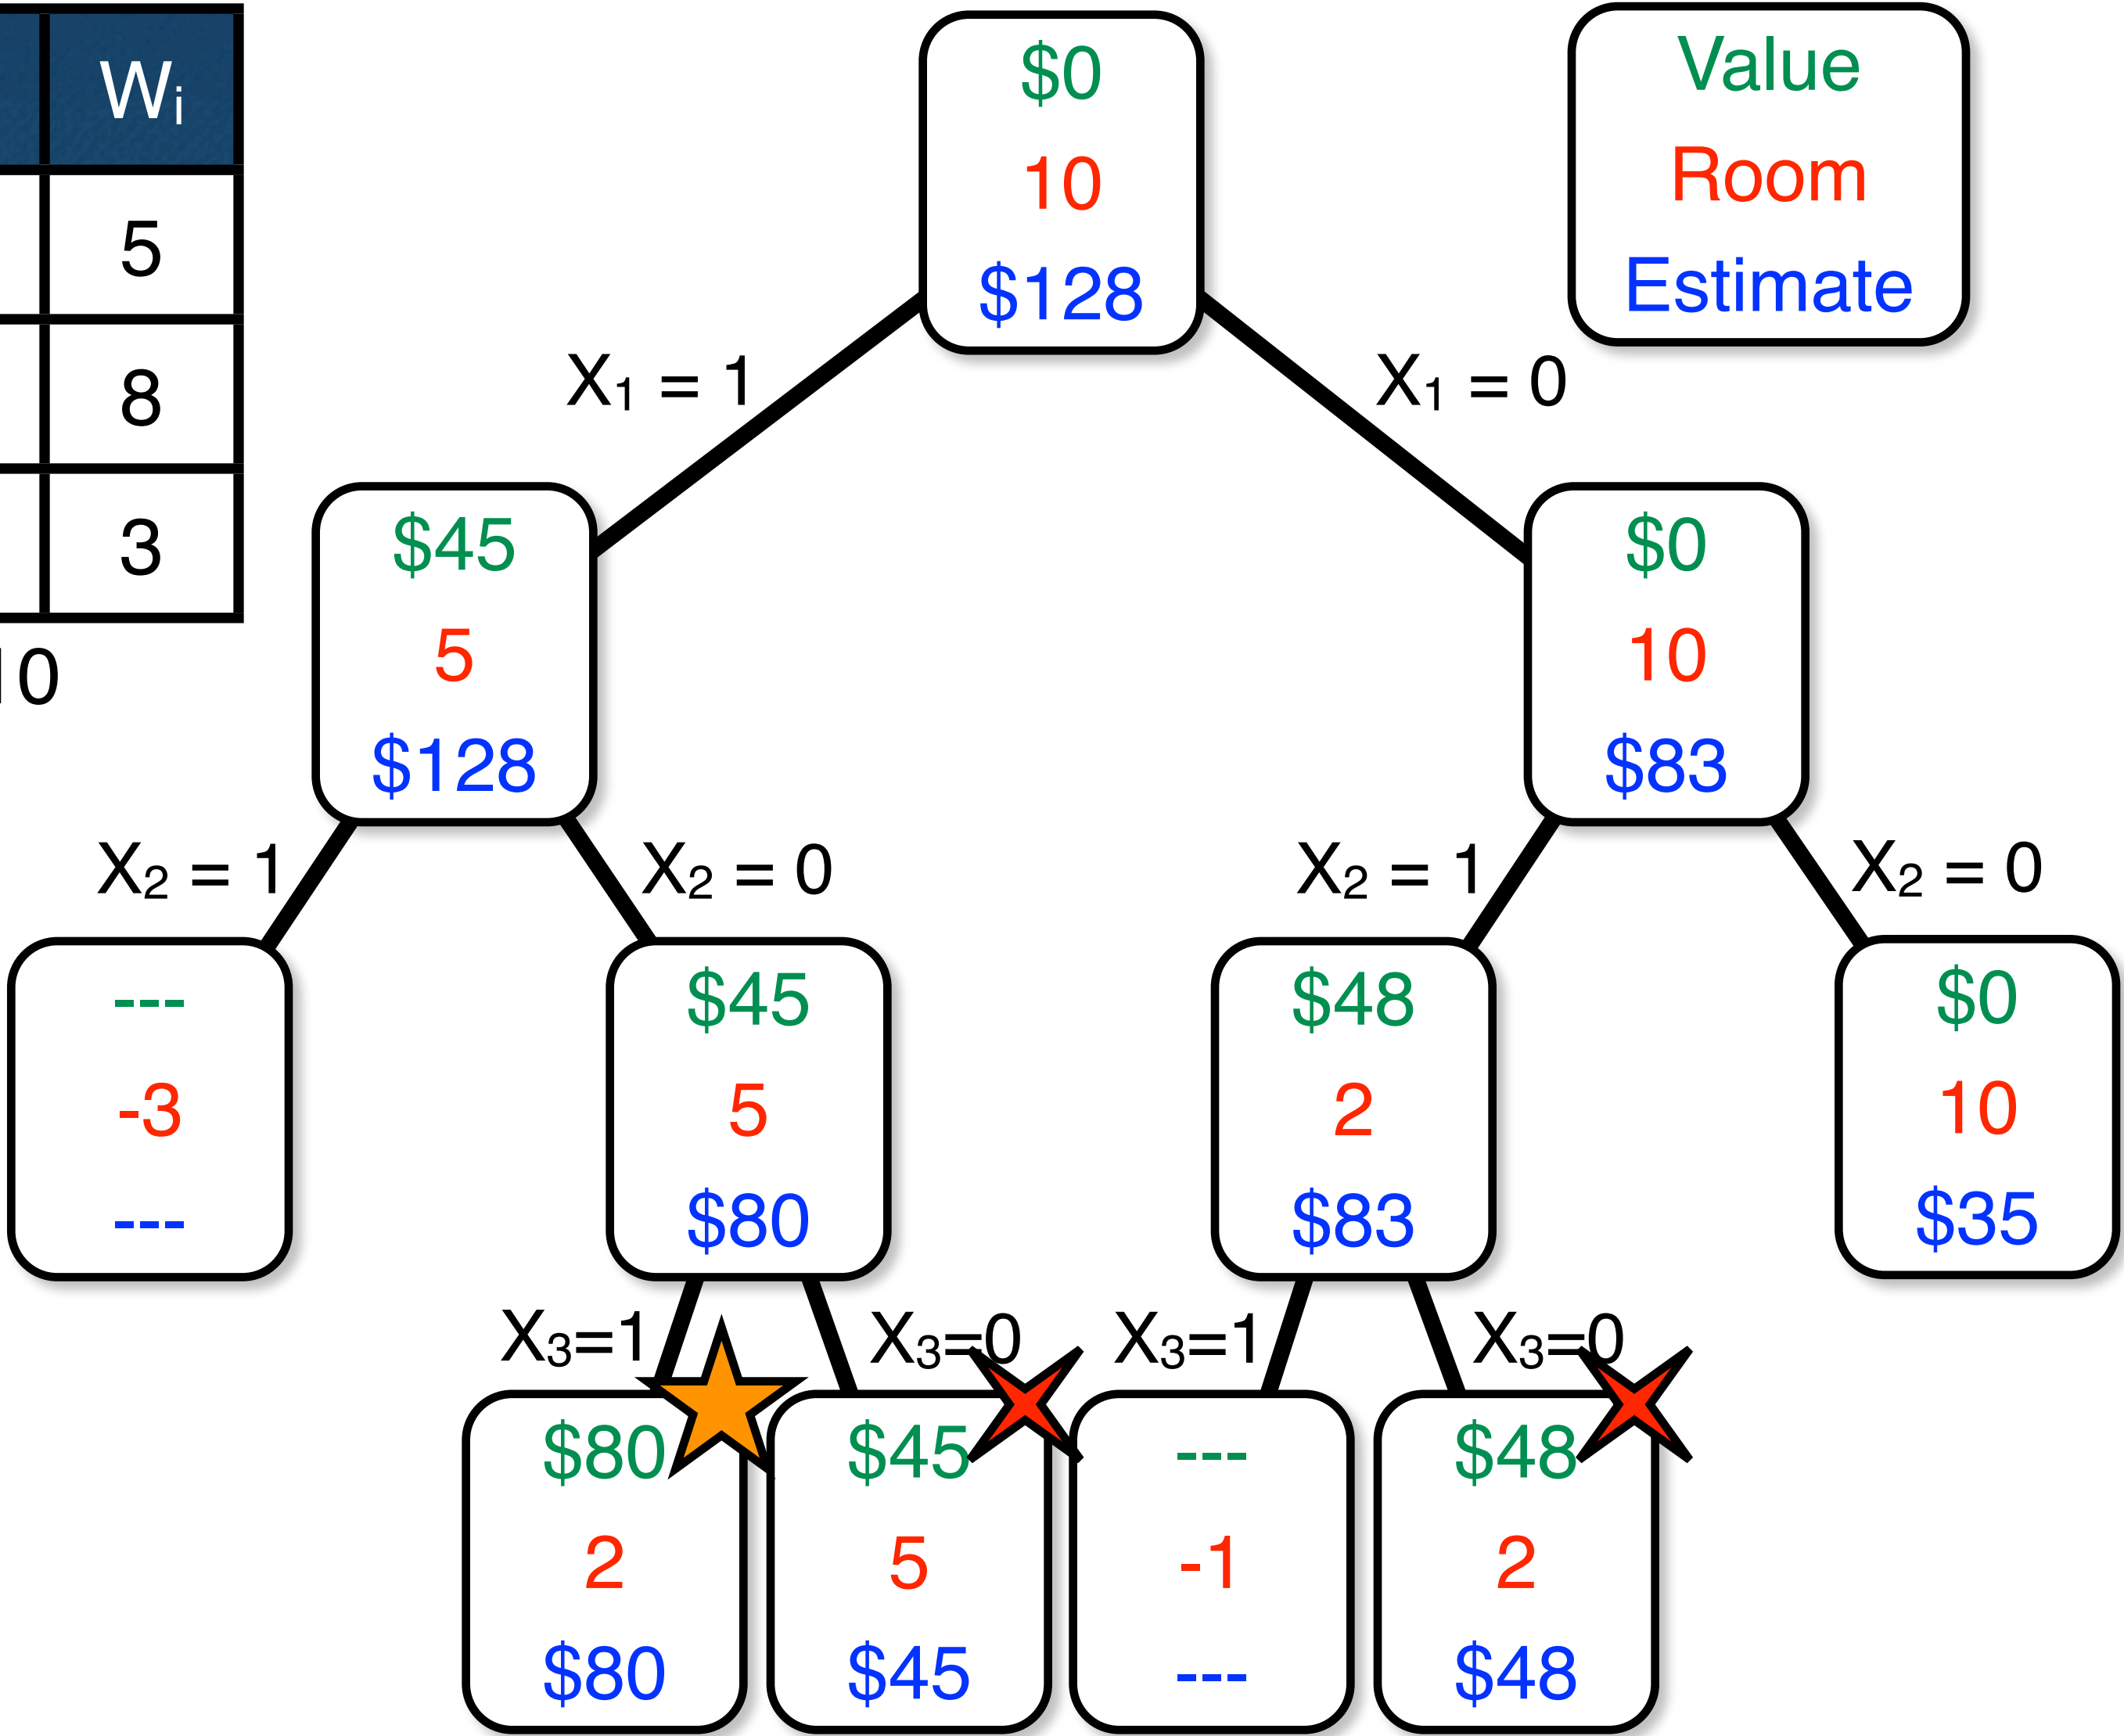 Wi
5
8
3
10
$0
10
$128
Value
Room
Estimate
X1 = 1
X1 = 0
$45
5
$128
$0
10
$83
X2 = 1
X2 = 0
X2 = 1
X2 = 0
---
-3
---
$45
5
$80
$48
2
$83
$0
10
$35
X3=1
X3=0
X3=1
X3=0
$80
2
$80
$45
5
$45
---
-1
---
$48
2
$48